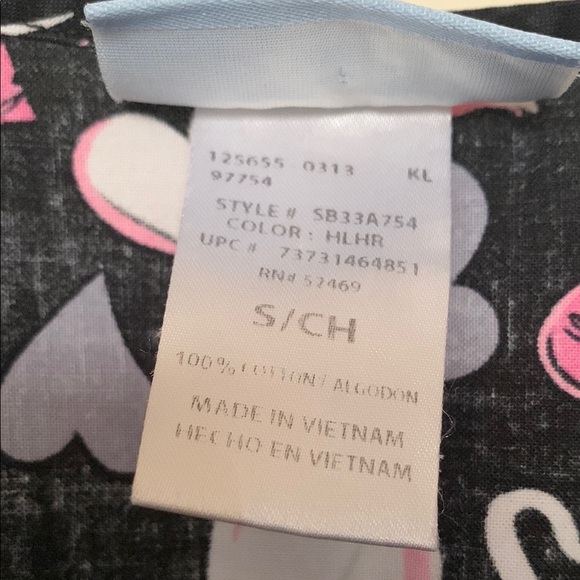 125655 0313 KL
97754
STYLE # SB33A754
COLOR : HLHR
UPC # 73731464851
RN# 52469
S/CH
100% COTTON/ ALGODON
MADE IN VIETNAM
HECHO EN VIETNAM